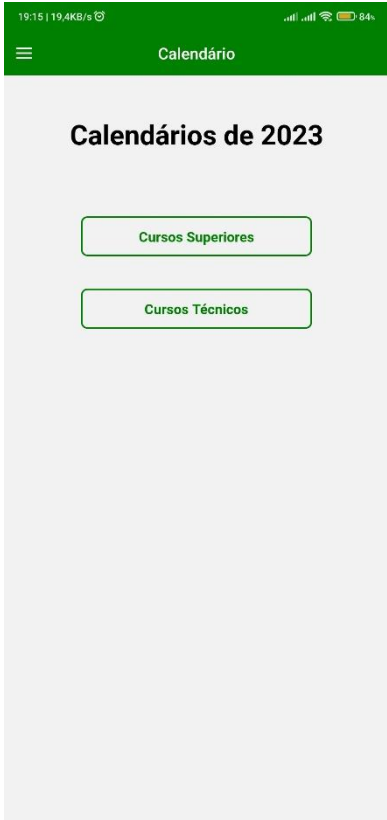 19:15 | 19,4KB/s 84%
Calendário
Calendários de 2023
Cursos Superiores
Cursos Técnicos